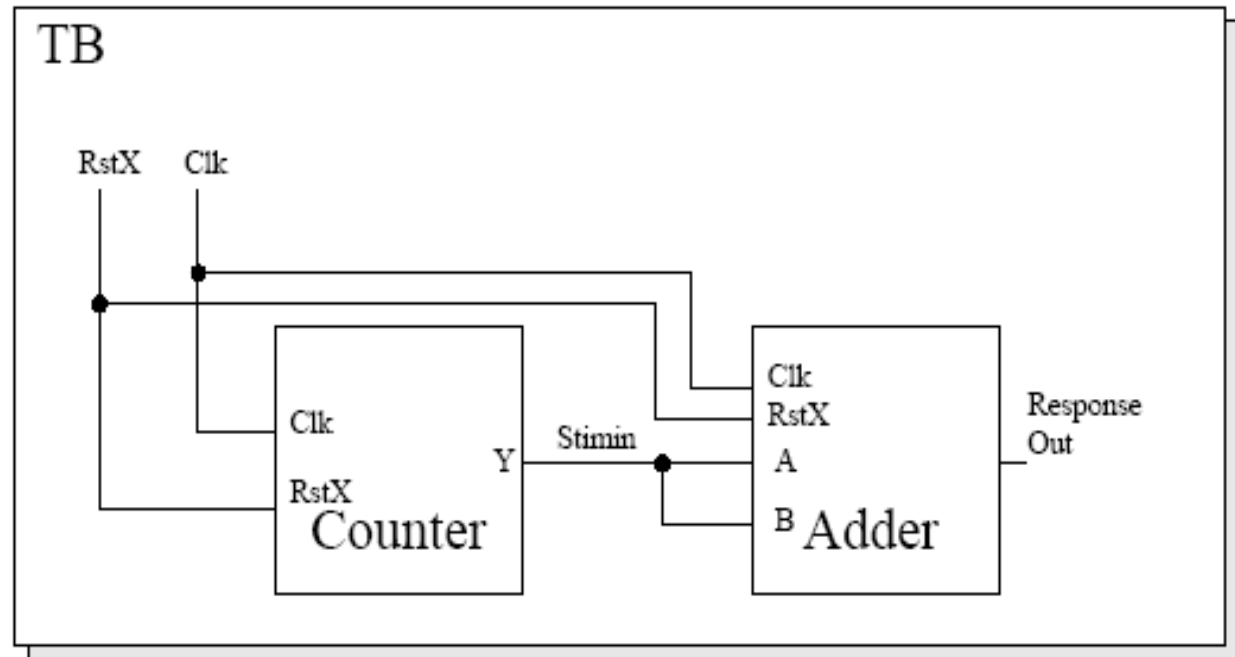 TB
RstX Clk
Clk
RstX
Response
Out
Clk
Stimin
Y
A
RstX
B
Counter
Adder